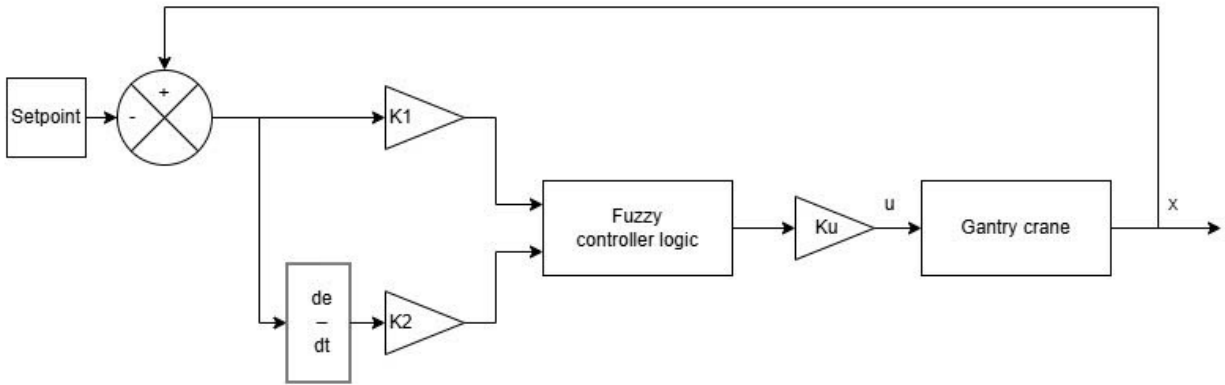 +
Setpoint
-
K1
Fuzzy
controller logic
Ku
u
Gantry crane
x
de
–
dt
K2